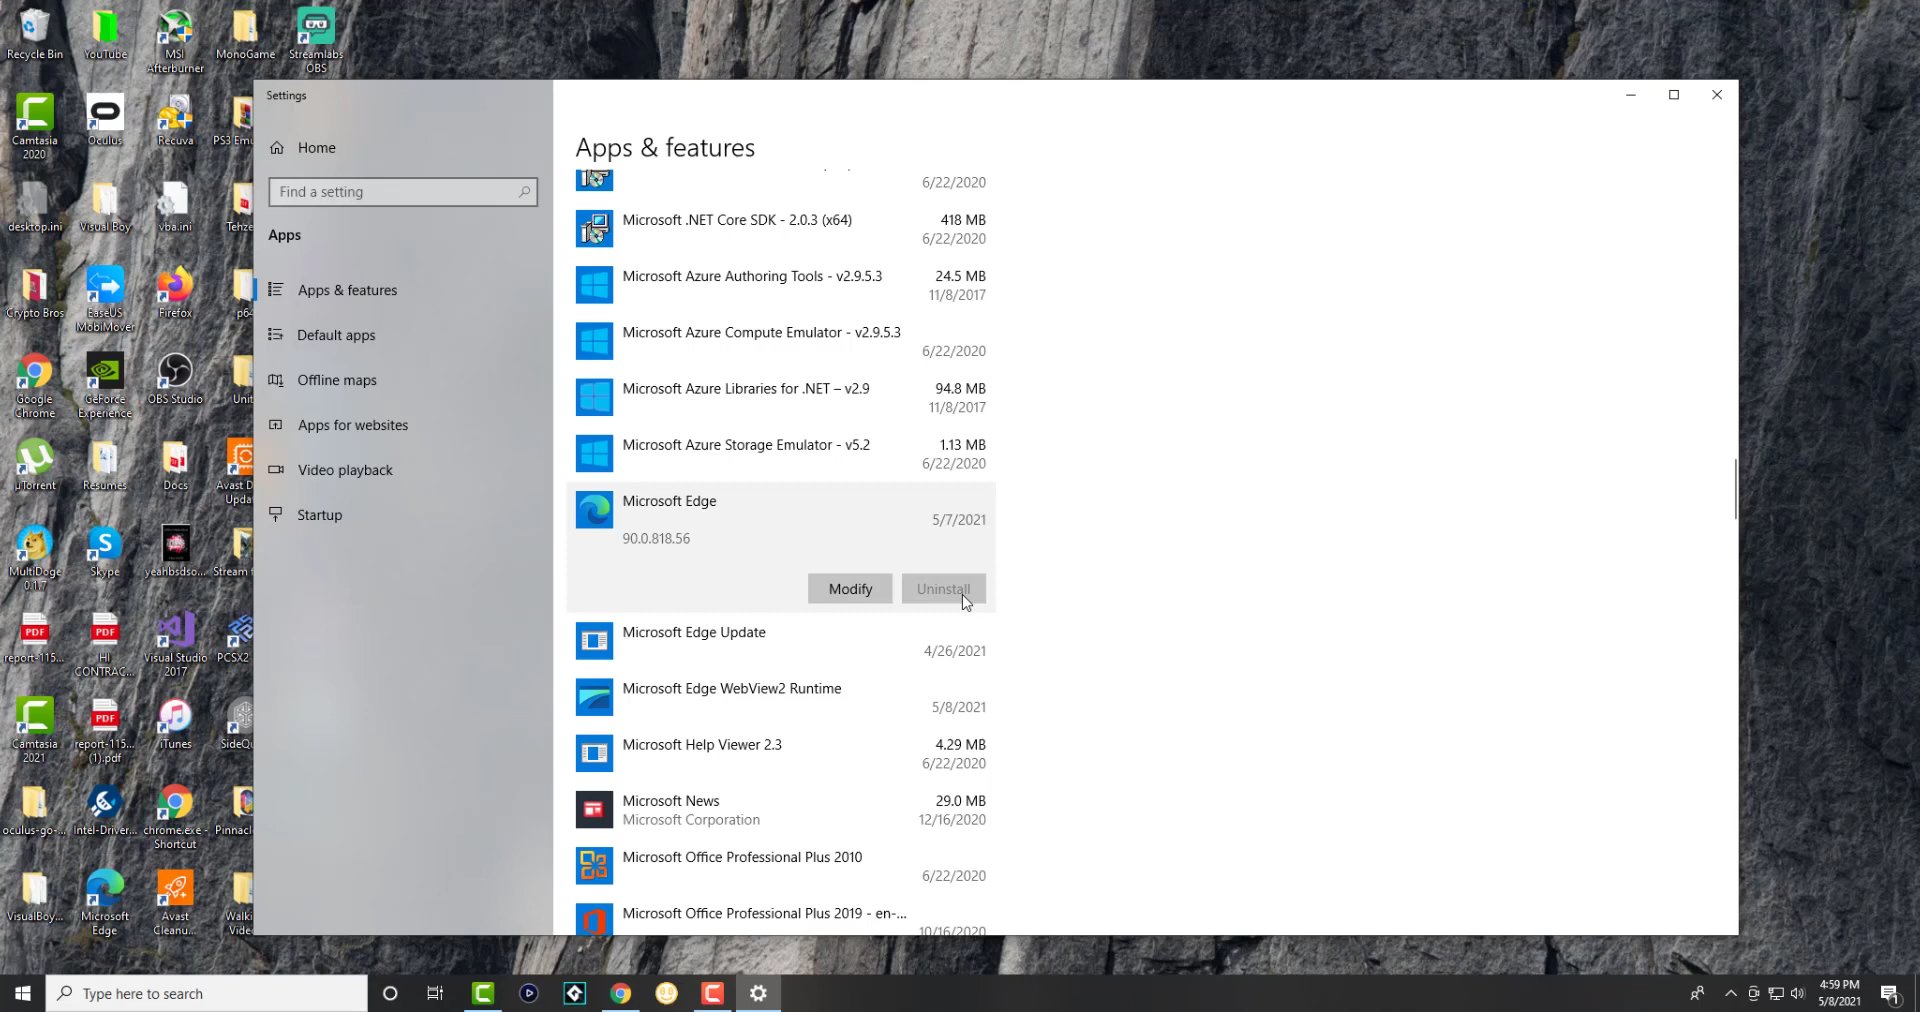 Recycle Bin
YouTube
MSI
Afterburner
MonoGame
Streamlabs
OBS
Camtasia
2020
Oculus
Recuva
PS3 Emu
desktop.ini
Visual Boy
vba.ini
Tehze
Crypto Bros
EaseUS
MobiMover
Firefox
p64
Google
Chrome
GeForce
Experience
OBS Studio
Unit
µTorrent
Resumes
Docs
Avast D
Upda
MultiDoge
0.1.7
Skype
yeahbsdso...
Stream
PDF
report-115...
PDF
HI
CONTRAC...
Visual Studio
2017
PCSX2
Camtasia
2021
PDF
report-115...
(1).pdf
iTunes
SideQu
oculus-go-...
Intel-Driver...
chrome.exe -
Shortcut
Pinnacle
VisualBoy...
Microsoft
Edge
Avast
Cleanu...
Walki
Vide
Settings
Home
Find a setting
Apps
Apps & features
Default apps
Offline maps
Apps for websites
Video playback
Startup
Apps & features
6/22/2020
Microsoft .NET Core SDK - 2.0.3 (x64) 418 MB
6/22/2020
Microsoft Azure Authoring Tools - v2.9.5.3 24.5 MB
11/8/2017
Microsoft Azure Compute Emulator - v2.9.5.3
6/22/2020
Microsoft Azure Libraries for .NET – v2.9 94.8 MB
11/8/2017
Microsoft Azure Storage Emulator - v5.2 1.13 MB
6/22/2020
Microsoft Edge
5/7/2021
90.0.818.56
Modify Uninstall
Microsoft Edge Update
4/26/2021
Microsoft Edge WebView2 Runtime
5/8/2021
Microsoft Help Viewer 2.3 4.29 MB
6/22/2020
Microsoft News 29.0 MB
Microsoft Corporation 12/16/2020
Microsoft Office Professional Plus 2010
6/22/2020
Microsoft Office Professional Plus 2019 - en-...
10/16/2020
Type here to search
4:59 PM
5/8/2021
1